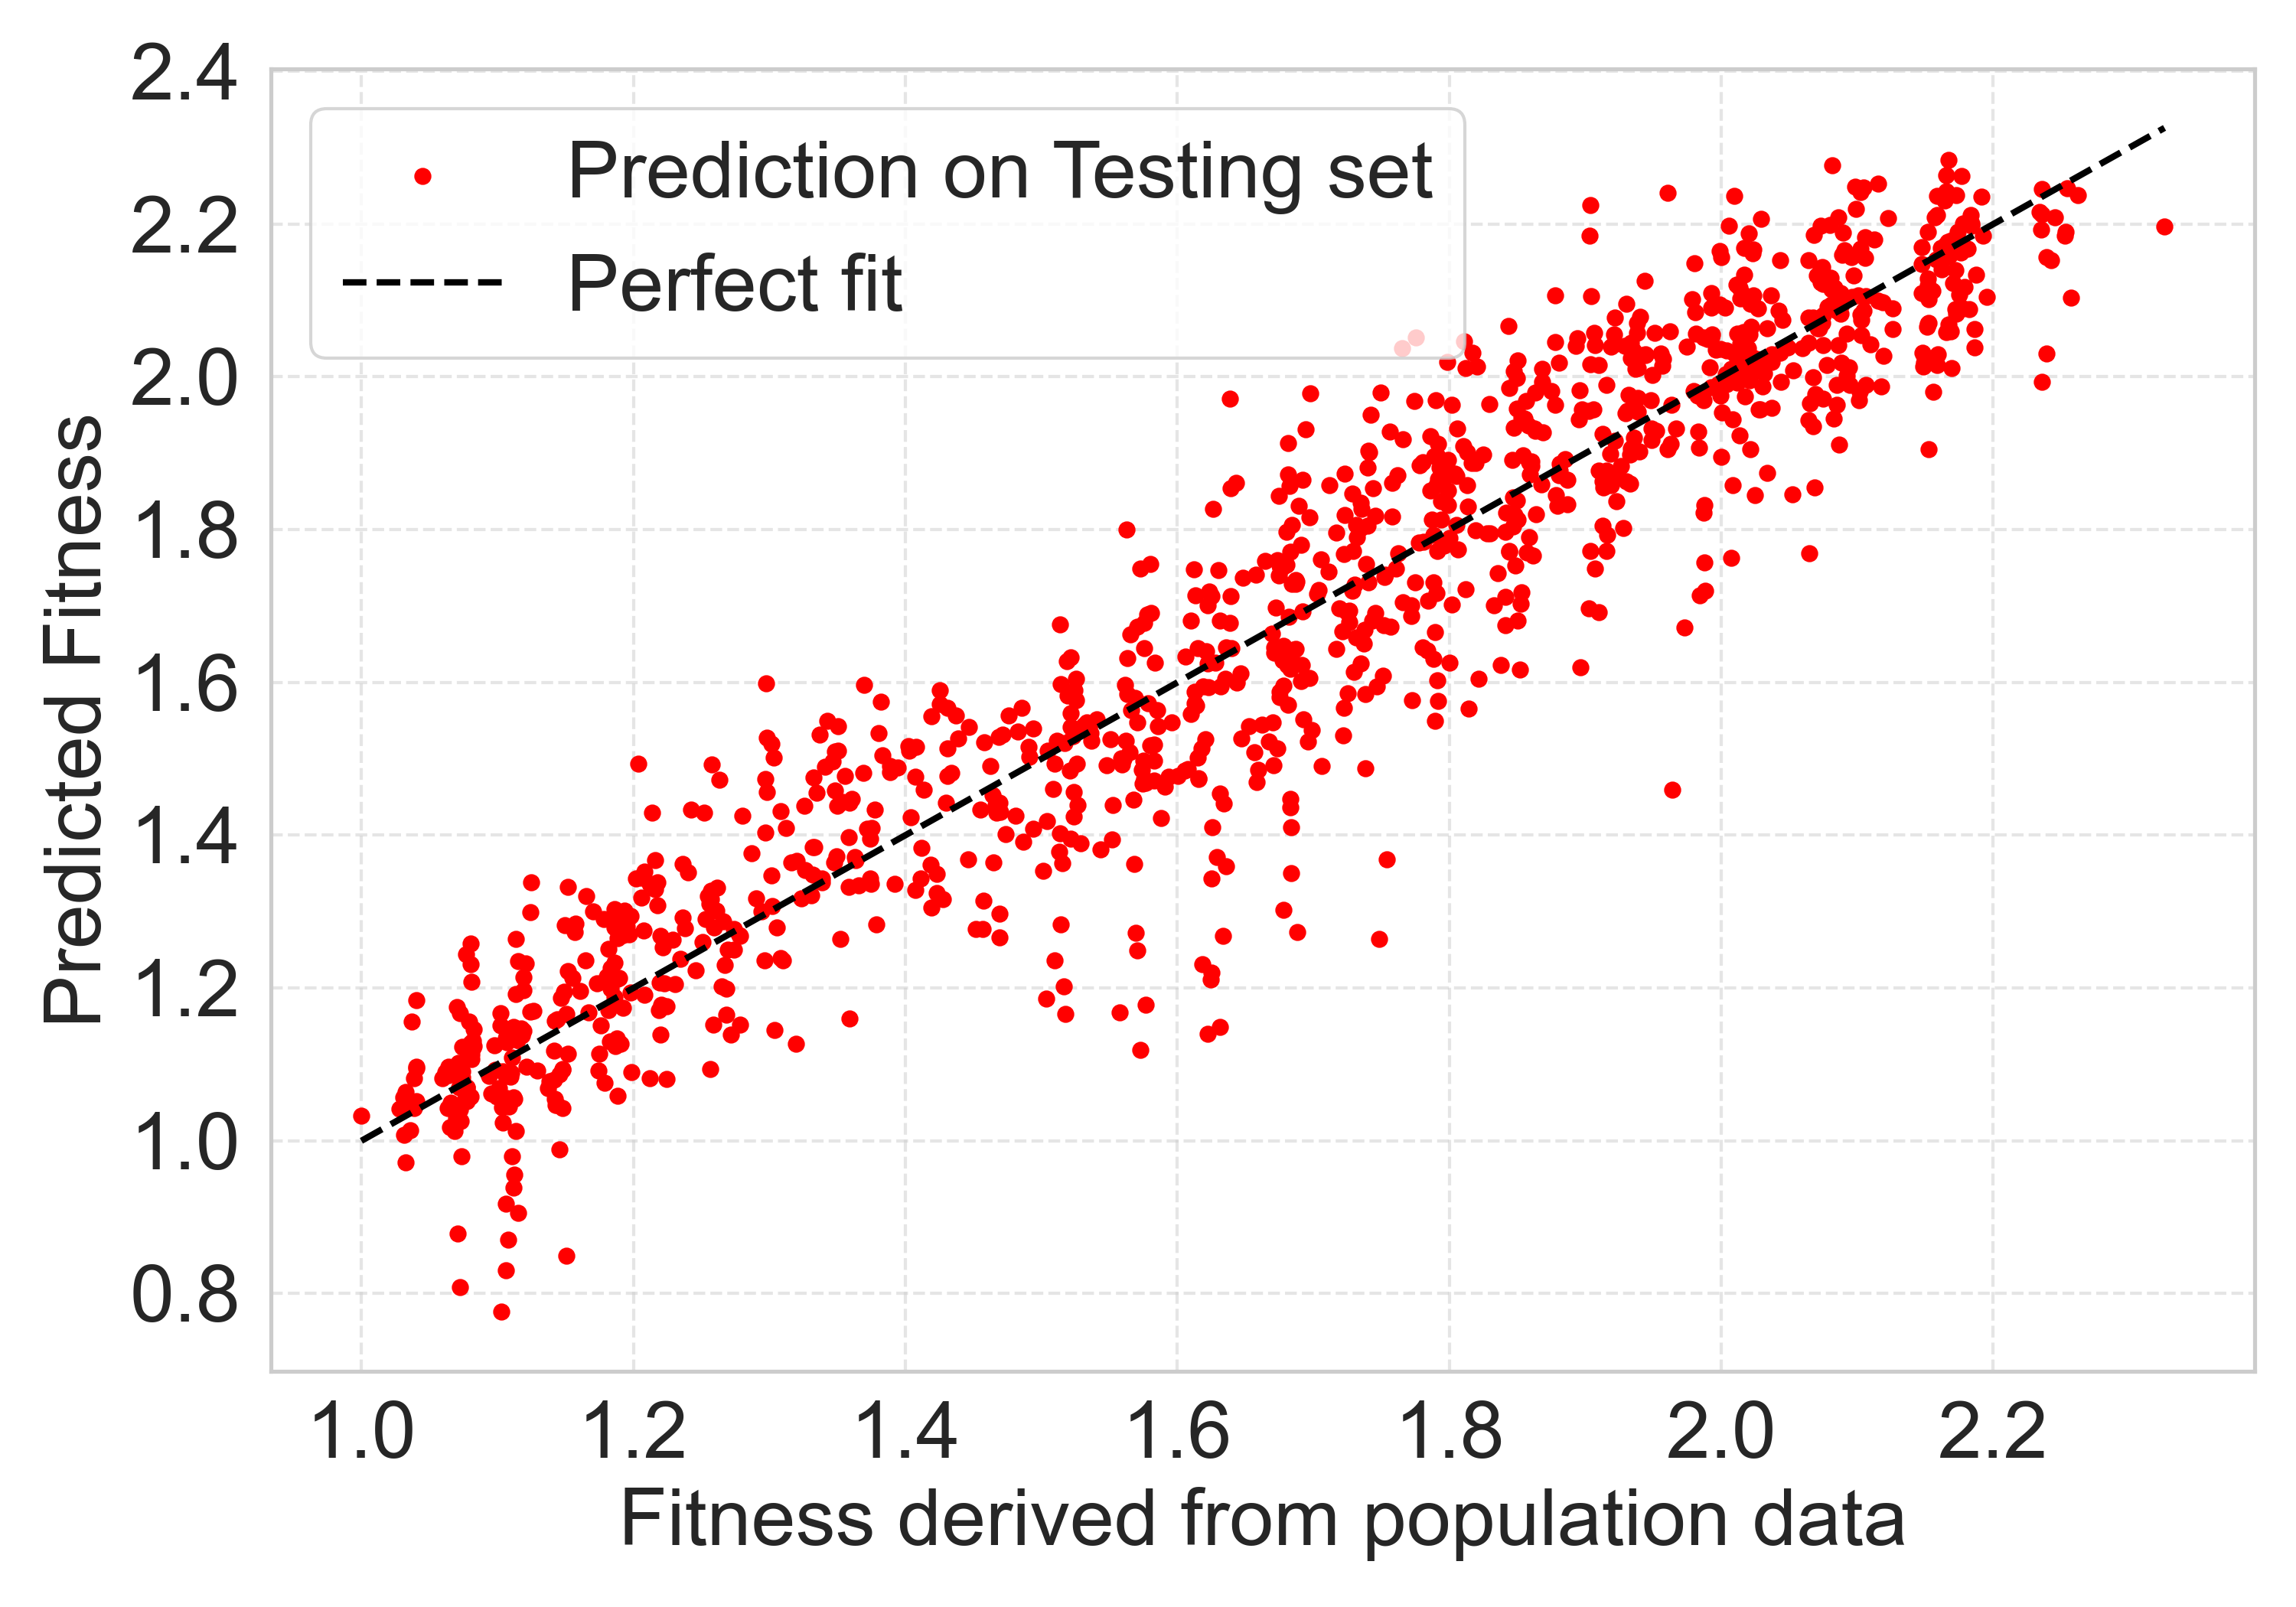 2.4
2.2
2.0
1.8
1.6
1.4
1.2
1.0
0.8
Predicted Fitness
Prediction on Testing set
Perfect fit
1.0 1.2 1.4 1.6 1.8 2.0 2.2
Fitness derived from population data